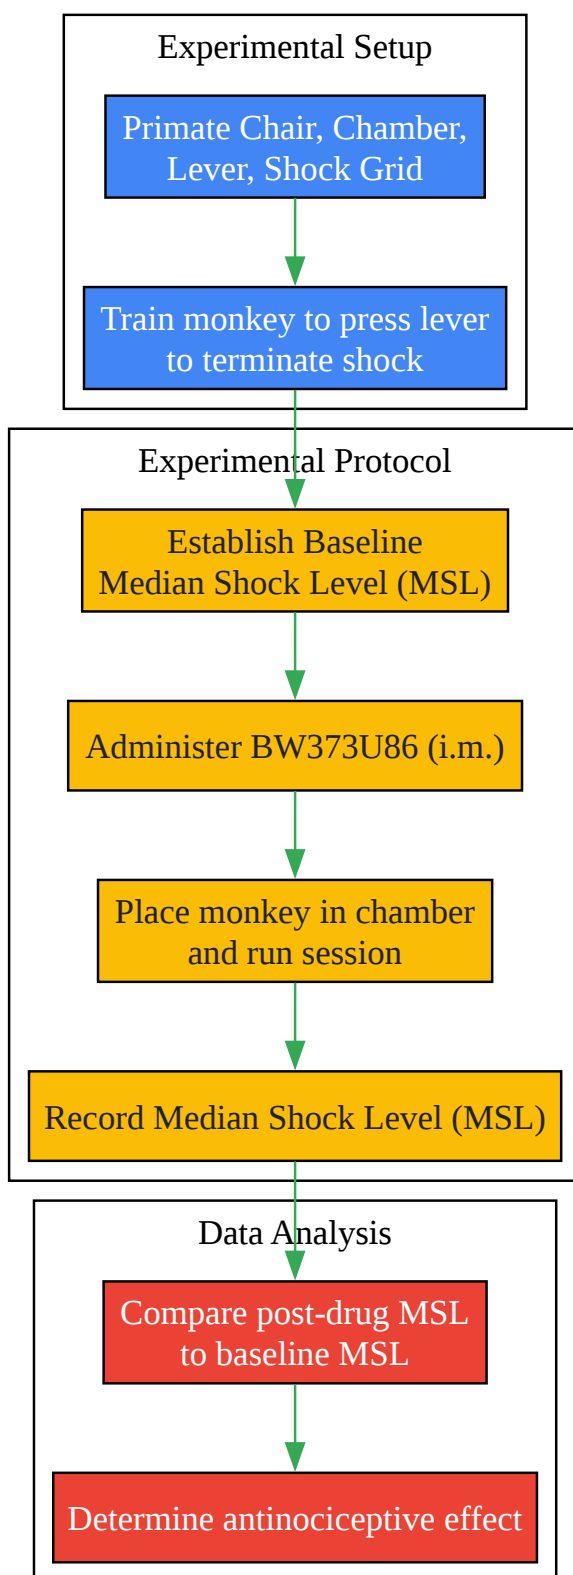 Experimental Setup
Primate Chair, Chamber,
Lever, Shock Grid
Train monkey to press lever
to terminate shock
Experimental Protocol
Establish Baseline
Median Shock Level (MSL)
Administer BW373U86 (i.m.)
Place monkey in chamber
and run session
Record Median Shock Level (MSL)
Data Analysis
Compare post-drug MSL
to baseline MSL
Determine antinociceptive effect